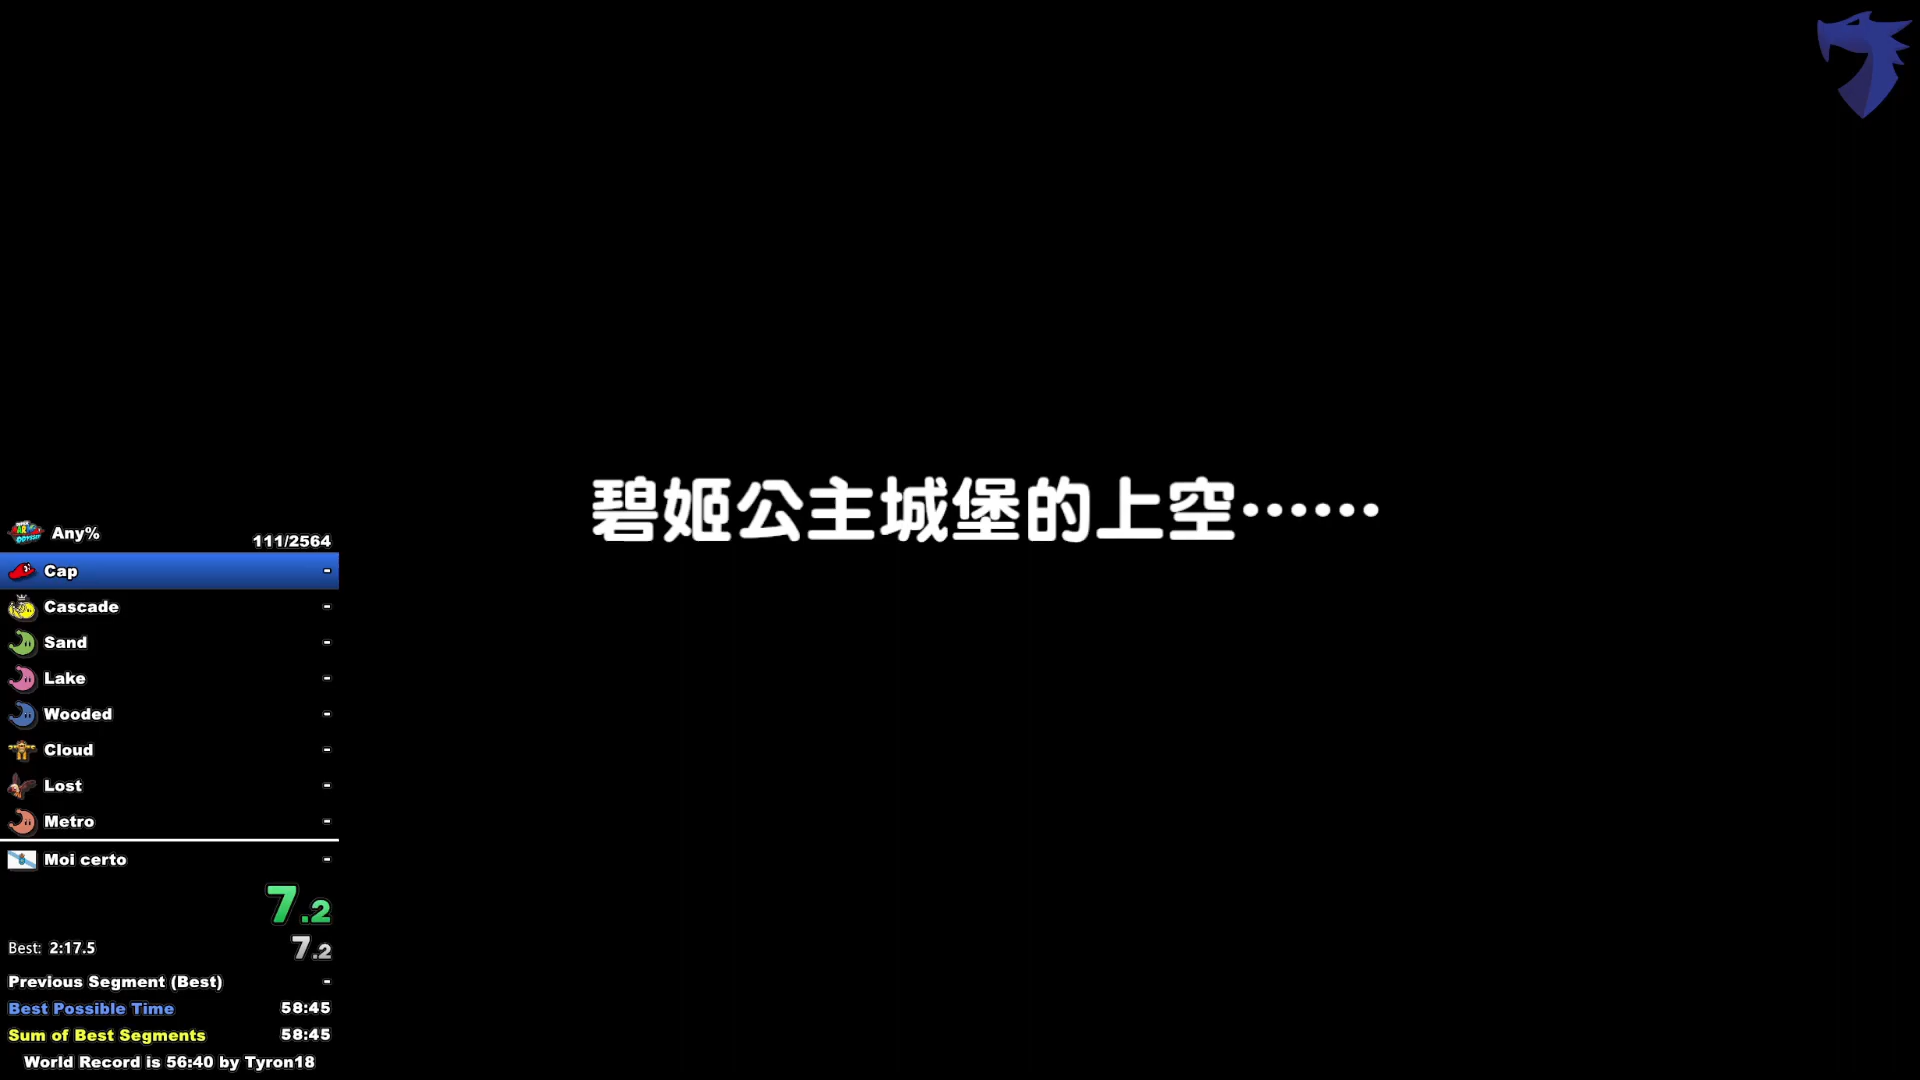 碧姬公主城堡的上空……
Any%
111/2564
Cap -
Cascade -
Sand -
Lake -
Wooded -
Cloud -
Lost -
Metro -
Moi certo -
7.2
Best: 2:17.5 7.2
Previous Segment (Best) -
Best Possible Time 58:45
Sum of Best Segments 58:45
World Record is 56:40 by Tyron18